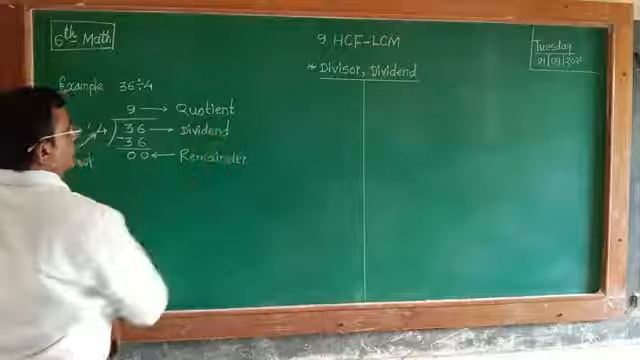 6th Math
9. HCF-LCM
Tuesday
21/09/2021
* Divisor, Dividend
Example 36÷4
9 → Quotient
4) 36 → Dividend
- 36
00 ← Remainder